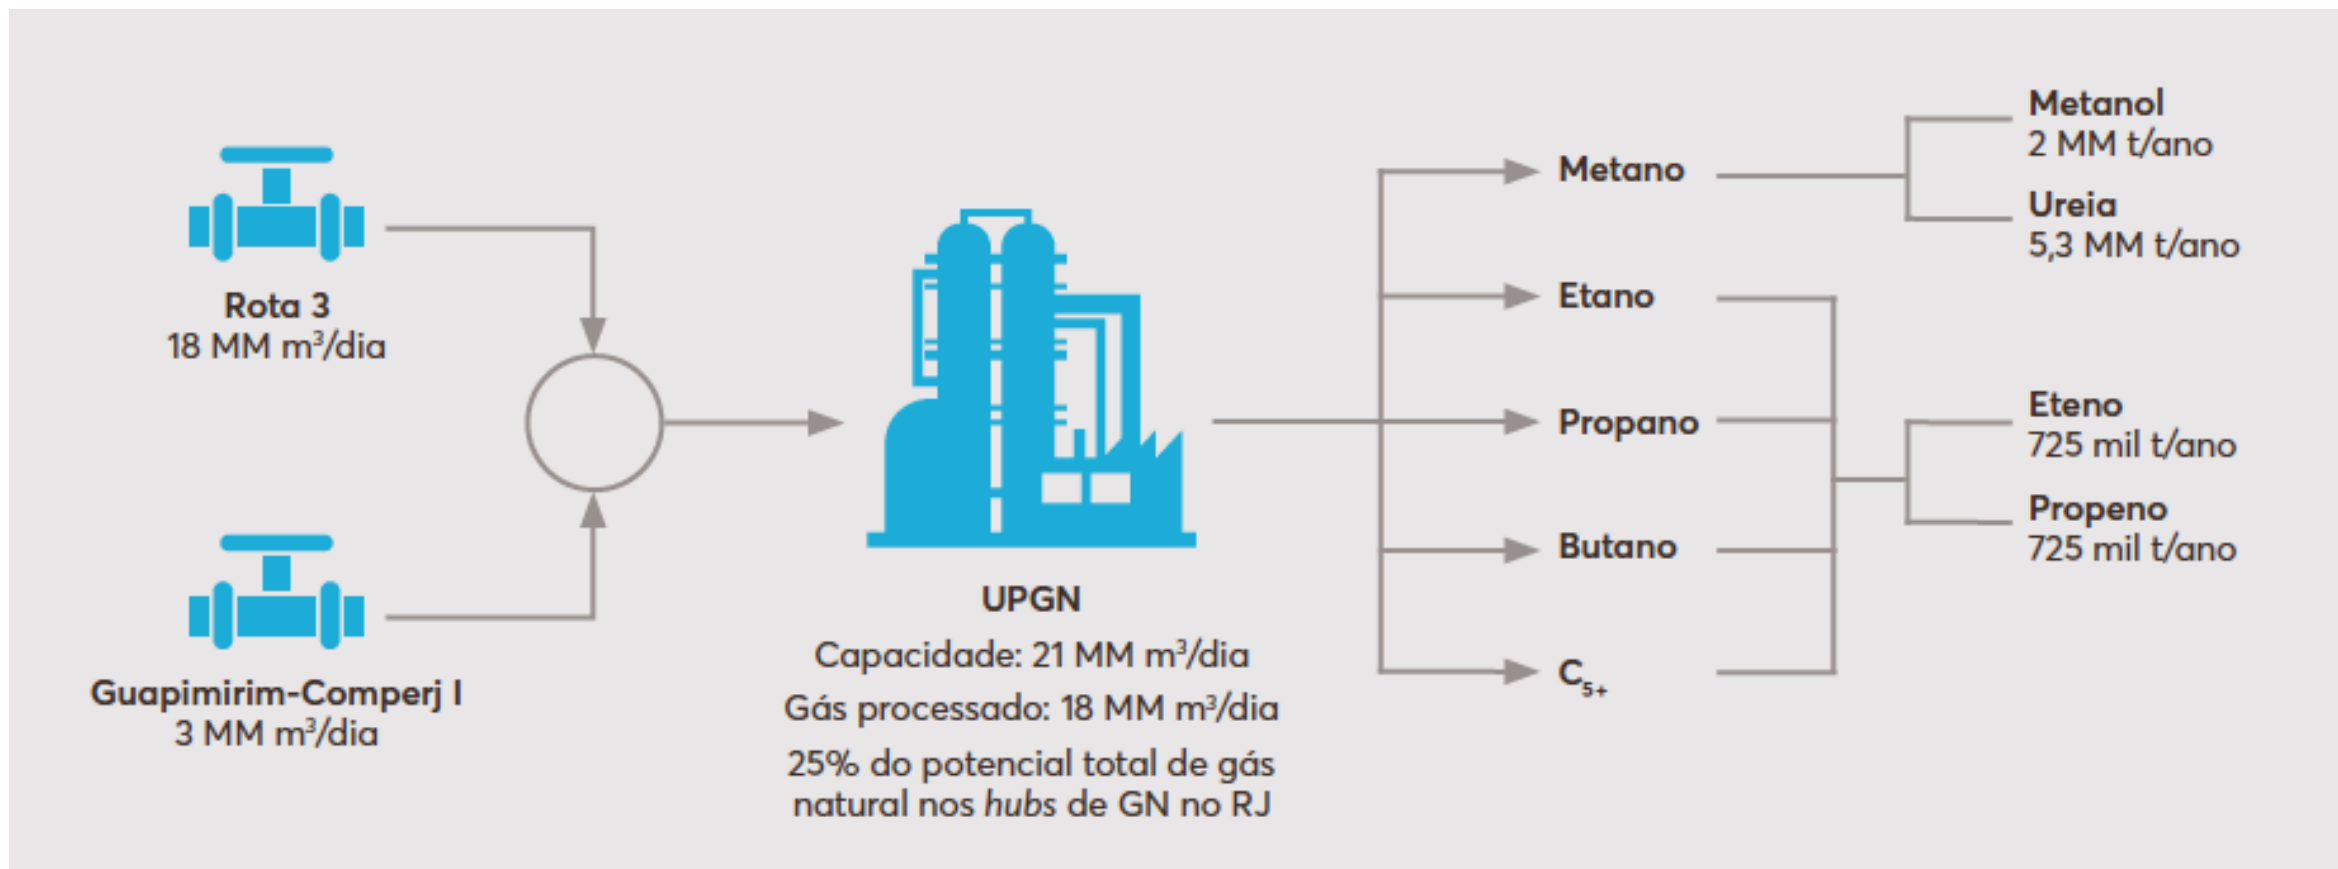 Rota 3
18 MM m³/dia
Guapimirim-Comperj I
3 MM m³/dia
UPGN
Capacidade: 21 MM m³/dia
Gás processado: 18 MM m³/dia
25% do potencial total de gás
natural nos hubs de GN no RJ
Metano
Etano
Propano
Butano
C₅₊
Metanol
2 MM t/ano
Ureia
5,3 MM t/ano
Eteno
725 mil t/ano
Propeno
725 mil t/ano